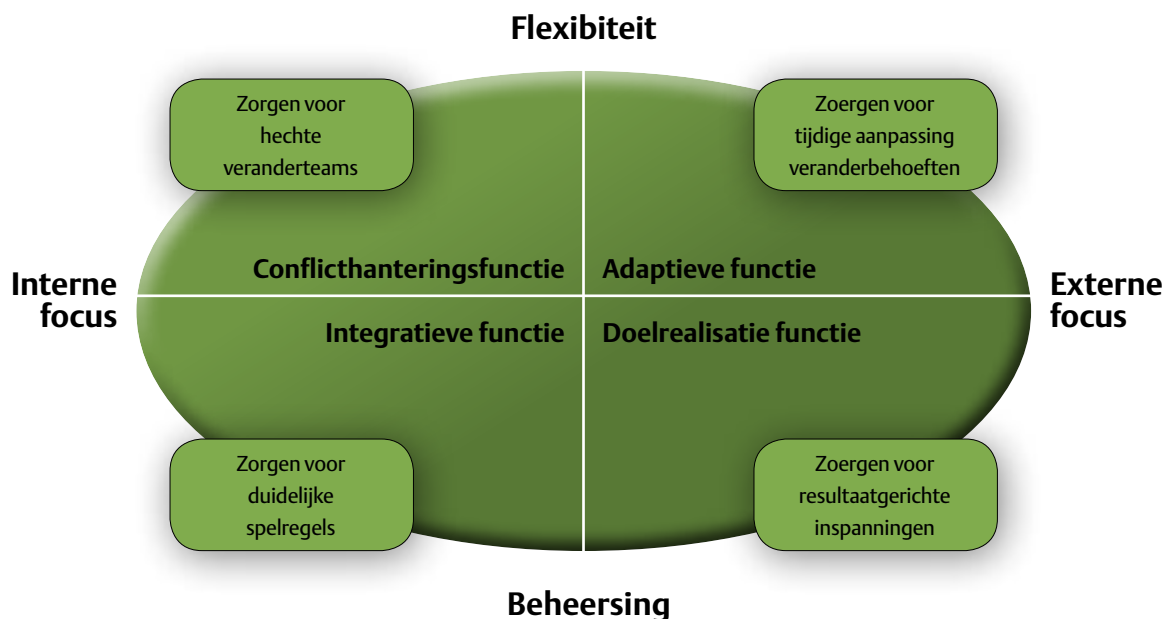 Flexibiteit
Zorgen voor
hechte
veranderteams
Zoergen voor
tijdige aanpassing
veranderbehoeften
Conflicthanteringsfunctie
Adaptieve functie
Interne
focus
Externe
focus
Integratieve functie
Doelrealisatie functie
Zorgen voor
duidelijke
spelregels
Zoergen voor
resultaatgerichte
inspanningen
Beheersing